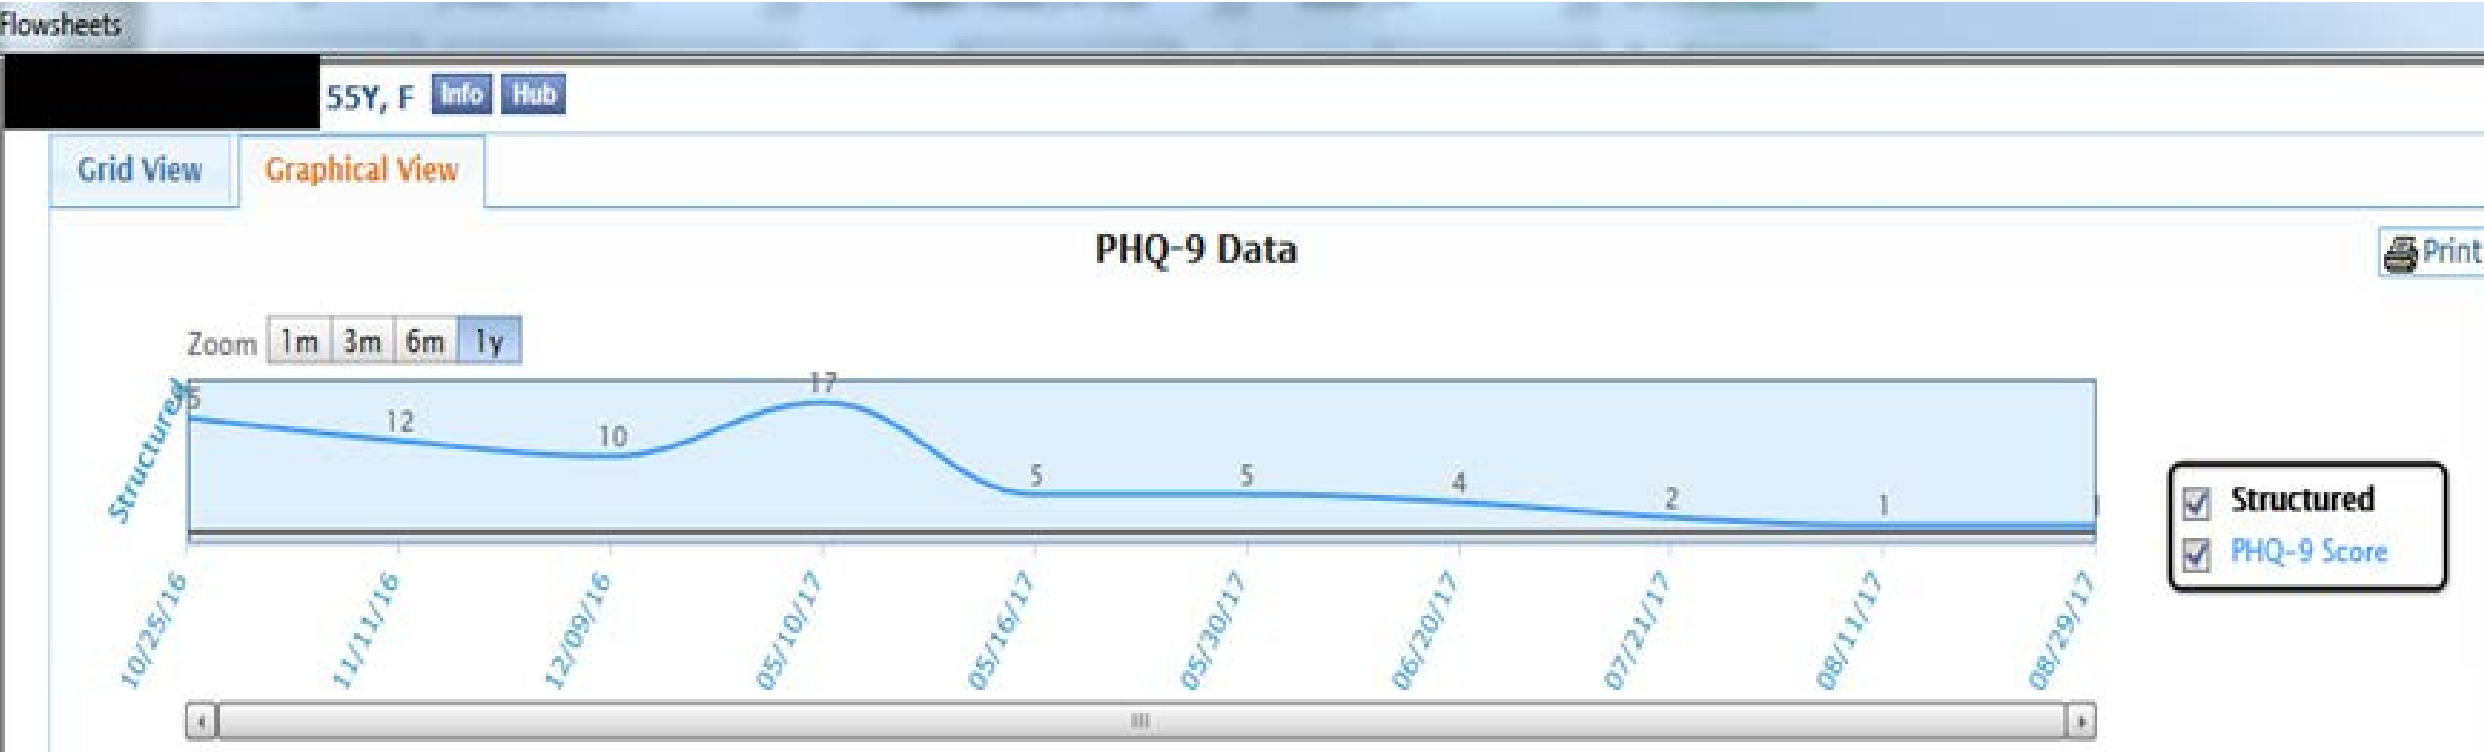 Flowsheets
55Y, F Info Hub
Grid View Graphical View
PHQ-9 Data
Print
Zoom 1m 3m 6m 1y
Structured
12
10
17
5
5
4
2
1
Structured
PHQ-9 Score
10/25/16 11/11/16 12/09/16 05/10/17 05/16/17 05/30/17 06/20/17 07/21/17 08/11/17 08/29/17